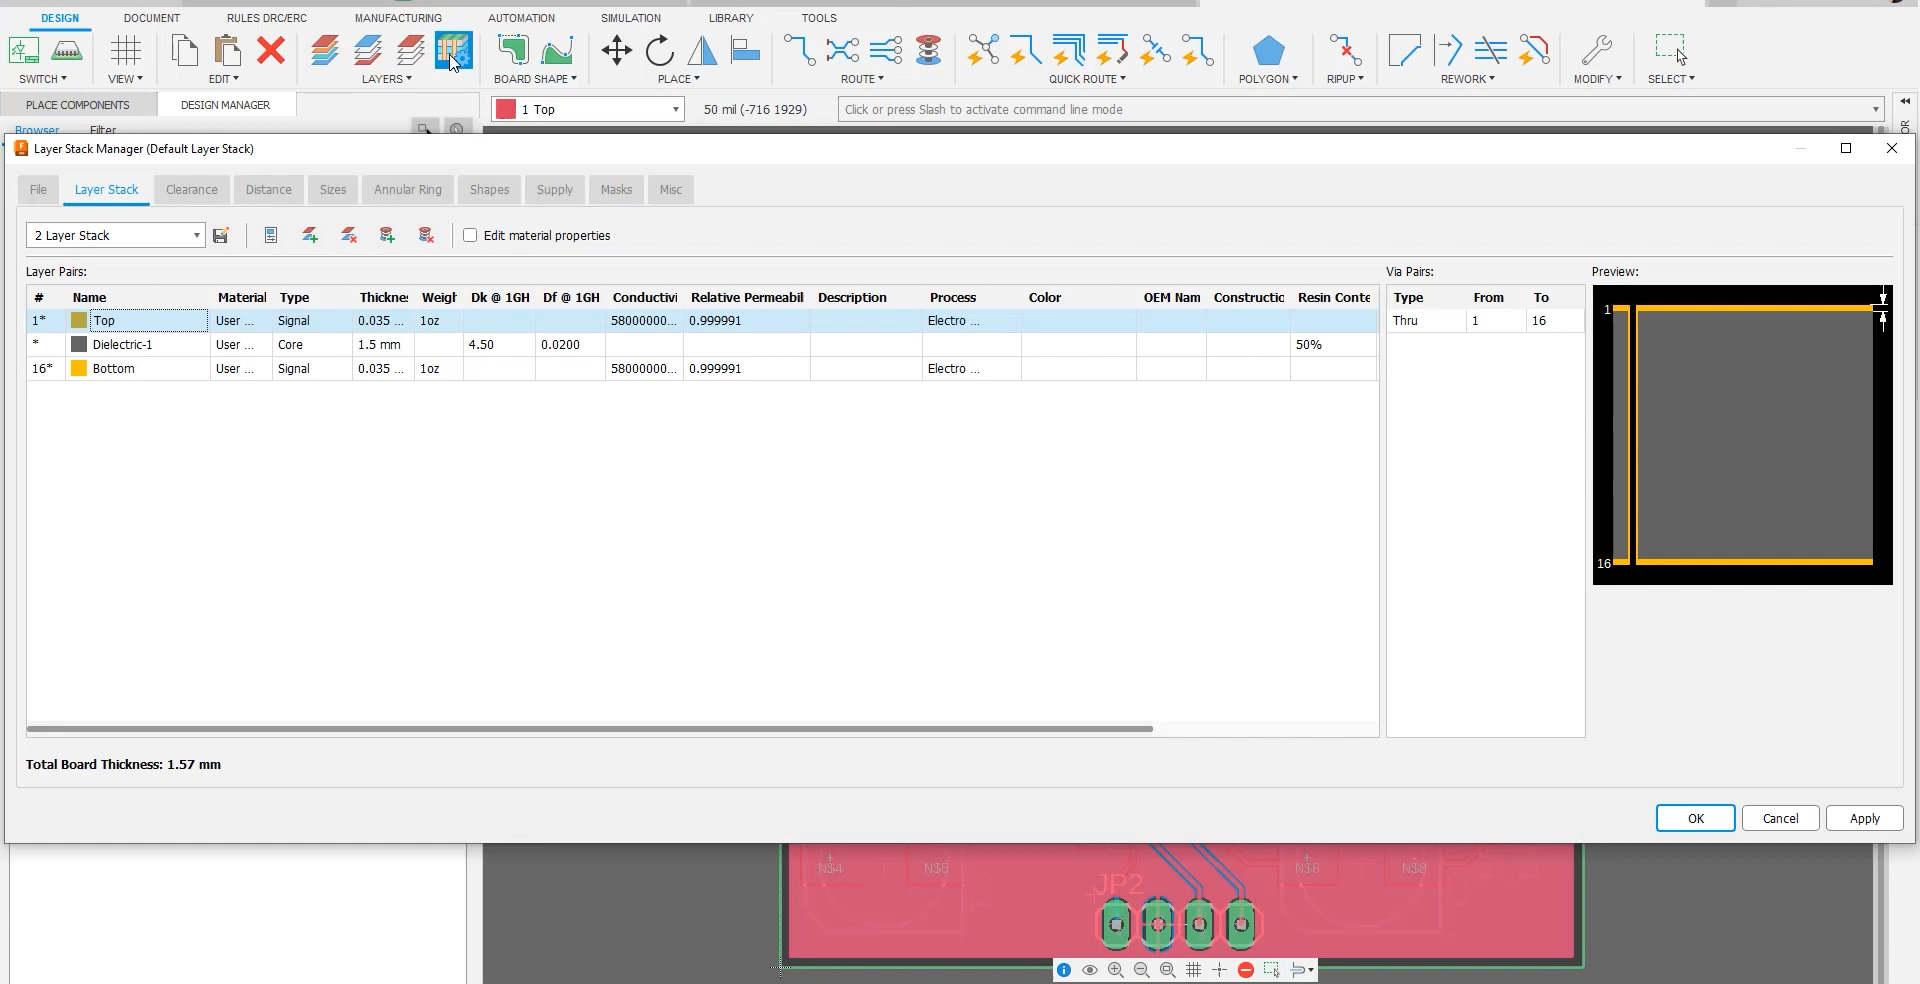 DESIGN DOCUMENT RULES DRC/ERC MANUFACTURING AUTOMATION SIMULATION LIBRARY TOOLS
SWITCH VIEW EDIT LAYERS BOARD SHAPE PLACE ROUTE QUICK ROUTE POLYGON RIPUP REWORK MODIFY SELECT
PLACE COMPONENTS DESIGN MANAGER 1 Top 50 mil (-716 1929) Click or press Slash to activate command line mode
Browser Filter
Layer Stack Manager (Default Layer Stack)
File Layer Stack Clearance Distance Sizes Annular Ring Shapes Supply Masks Misc
2 Layer Stack Edit material properties
Layer Pairs: Via Pairs: Preview:
# Name Material Type Thicknes Weigh Dk @ 1GH Df @ 1GH Conductivi Relative Permeabil Description Process Color OEM Nam Constructio Resin Conte Type From To
1* Top User ... Signal 0.035 ... 1oz 58000000... 0.999991 Electro ... Thru 1 16 1
* Dielectric-1 User ... Core 1.5 mm 4.50 0.0200 50%
16* Bottom User ... Signal 0.035 ... 1oz 58000000... 0.999991 Electro ...
16
Total Board Thickness: 1.57 mm
OK Cancel Apply
N$4 N$5 N$6 N$8
JP2